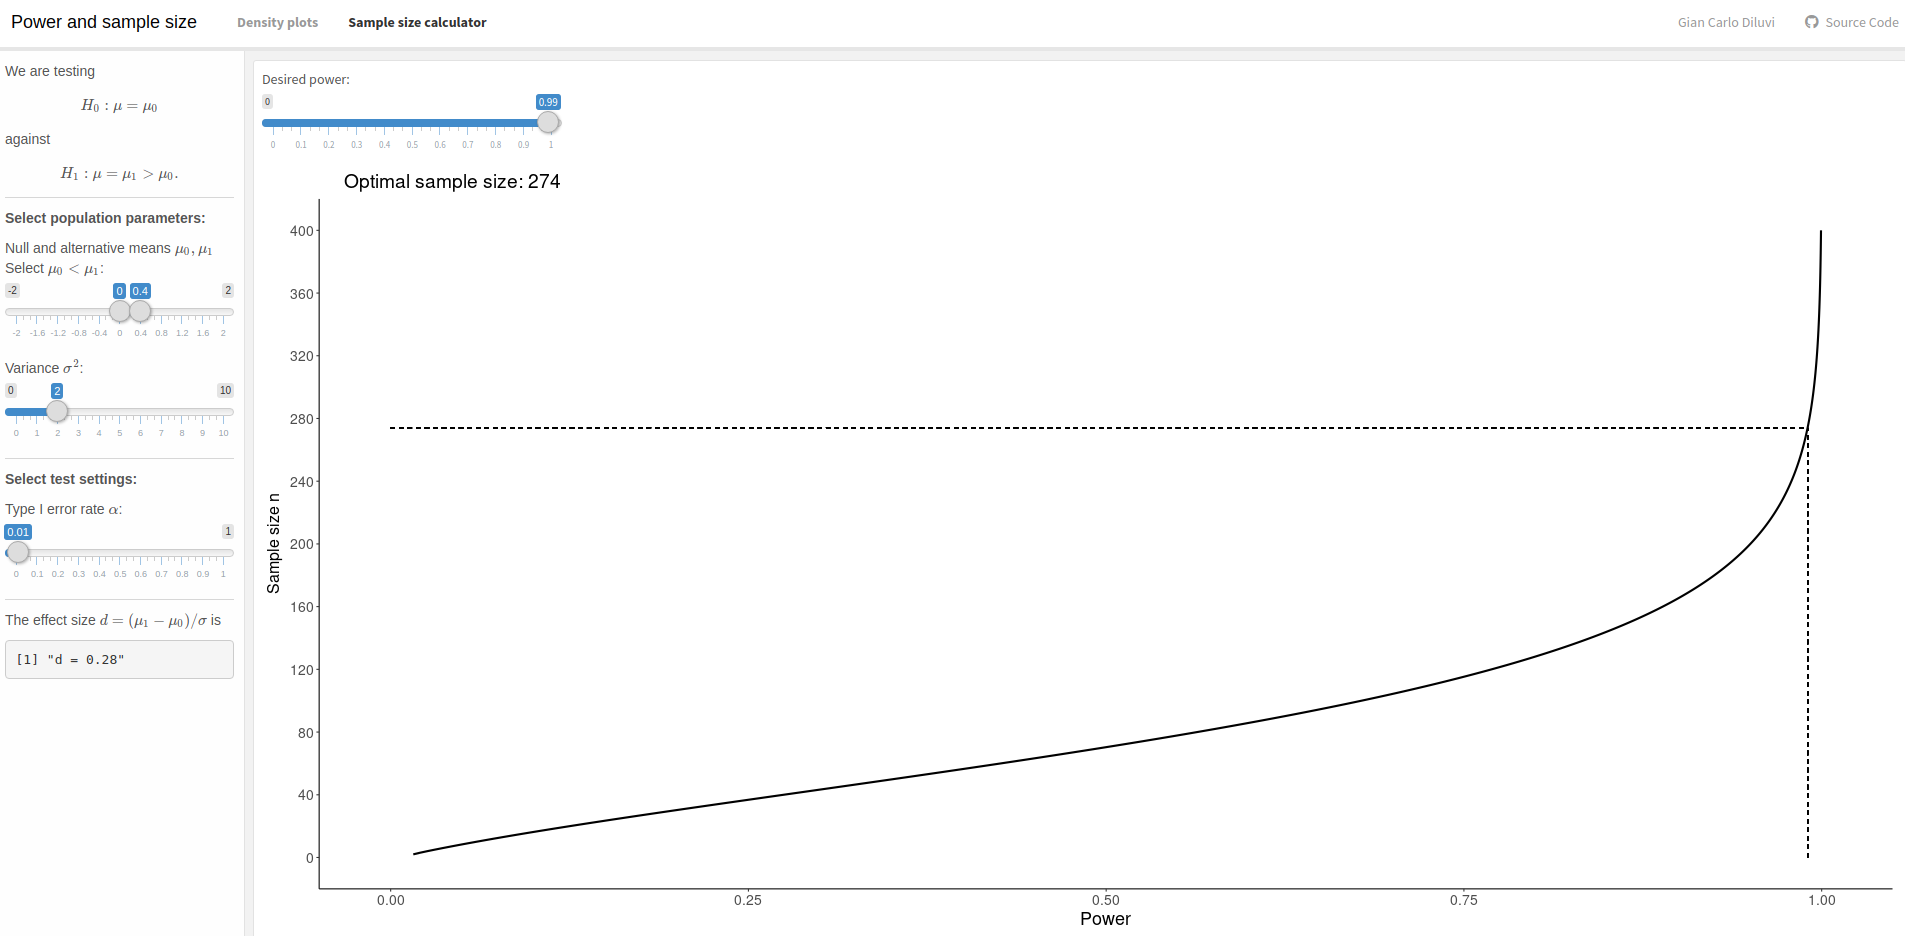 Power and sample size
Density plots
Sample size calculator
Gian Carlo Diluvi
Source Code
We are testing
H₀ : μ = μ₀
against
H₁ : μ = μ₁ > μ₀.
Select population parameters:
Null and alternative means μ₀, μ₁
Select μ₀ < μ₁:
-2 0 0.4 2
-2 -1.6 -1.2 -0.8 -0.4 0 0.4 0.8 1.2 1.6 2
Variance σ²:
0 2 10
0 1 2 3 4 5 6 7 8 9 10
Select test settings:
Type I error rate α:
0.01 1
0 0.1 0.2 0.3 0.4 0.5 0.6 0.7 0.8 0.9 1
The effect size d = (μ₁ − μ₀)/σ is
[1] "d = 0.28"
Desired power:
0 0.99
0 0.1 0.2 0.3 0.4 0.5 0.6 0.7 0.8 0.9 1
Optimal sample size: 274
Sample size n
400
360
320
280
240
200
160
120
80
40
0
0.00 0.25 0.50 0.75 1.00
Power